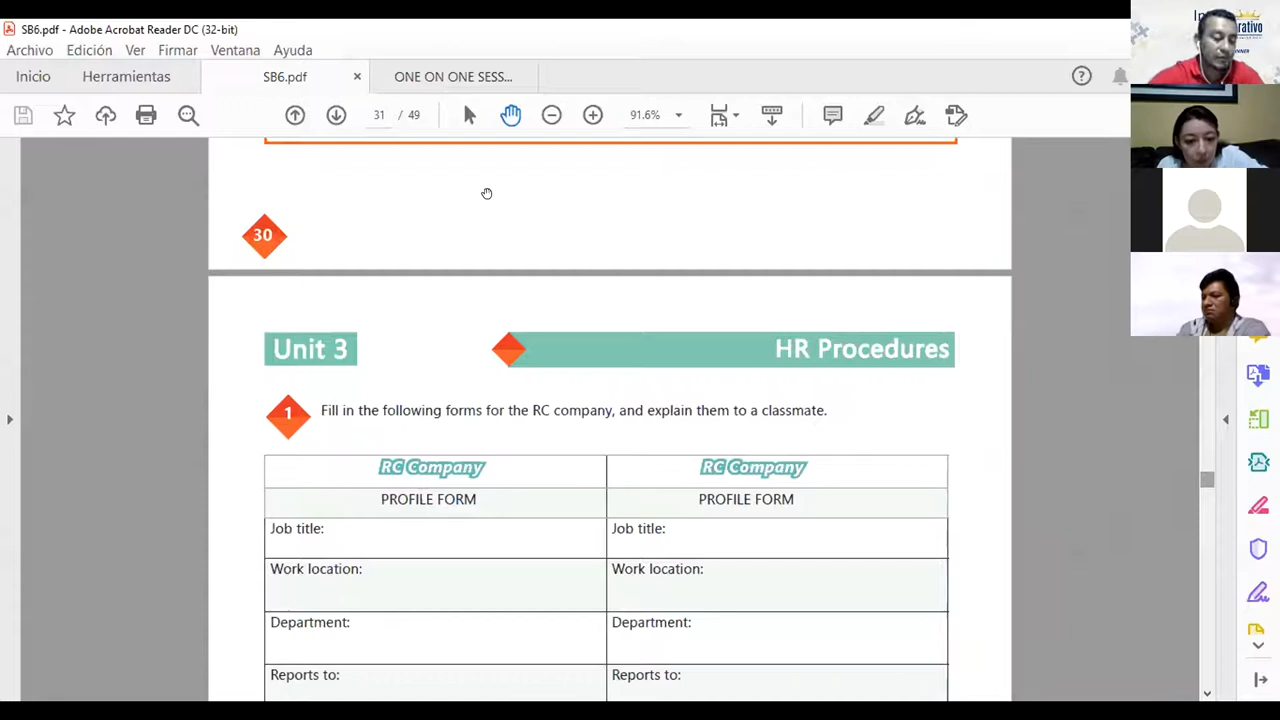 SB6.pdf - Adobe Acrobat Reader DC (32-bit)
Archivo Edición Ver Firmar Ventana Ayuda
Inicio Herramientas SB6.pdf × ONE ON ONE SESS...
31 / 49 91.6%
30
Unit 3 HR Procedures
1 Fill in the following forms for the RC company, and explain them to a classmate.
RC Company RC Company
PROFILE FORM PROFILE FORM
Job title: Job title:
Work location: Work location:
Department: Department:
Reports to: Reports to: